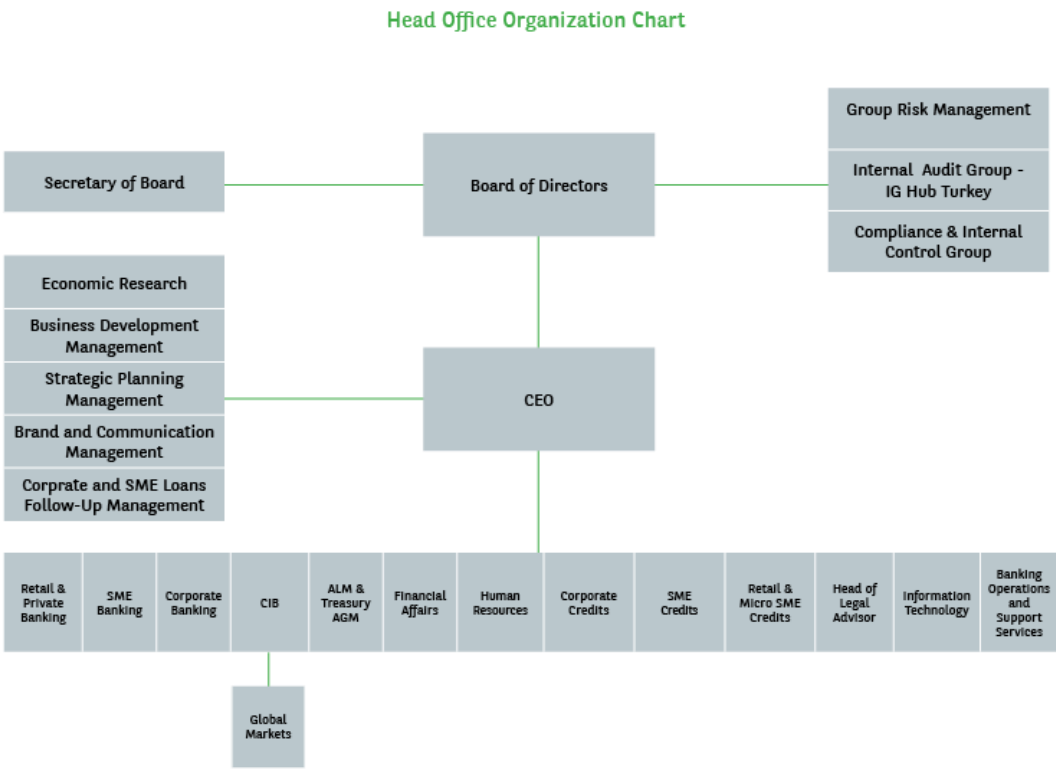 Head Office Organization Chart
Group Risk Management
Secretary of Board
Board of Directors
Internal Audit Group -
IG Hub Turkey
Compliance & Internal
Control Group
Economic Research
Business Development
Management
Strategic Planning
Management
Brand and Communication
Management
Corprate and SME Loans
Follow-Up Management
CEO
Retail &
Private
Banking
SME
Banking
Corporate
Banking
CIB
ALM &
Treasury
AGM
Financial
Affairs
Human
Resources
Corporate
Credits
SME
Credits
Retail &
Micro SME
Credits
Head of
Legal
Advisor
Information
Technology
Banking
Operations
and
Support
Services
Global
Markets